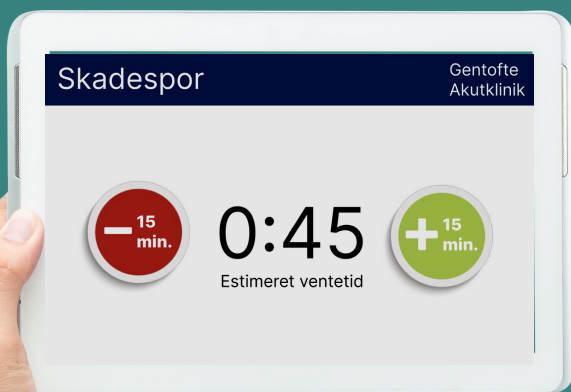 Skadespor
Gentofte
Akutklinik
− 15
min.
0:45
Estimeret ventetid
+ 15
min.